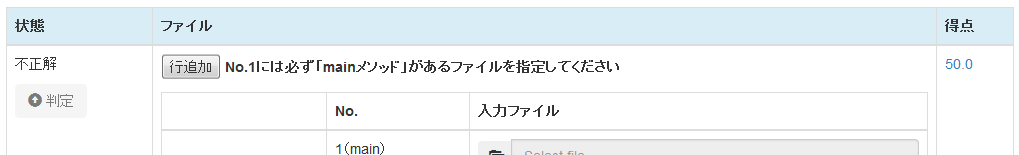 状態 ファイル 得点
不正解 行追加 No.1には必ず「mainメソッド」があるファイルを指定してください 50.0
判定
No. 入力ファイル
1(main) Select file